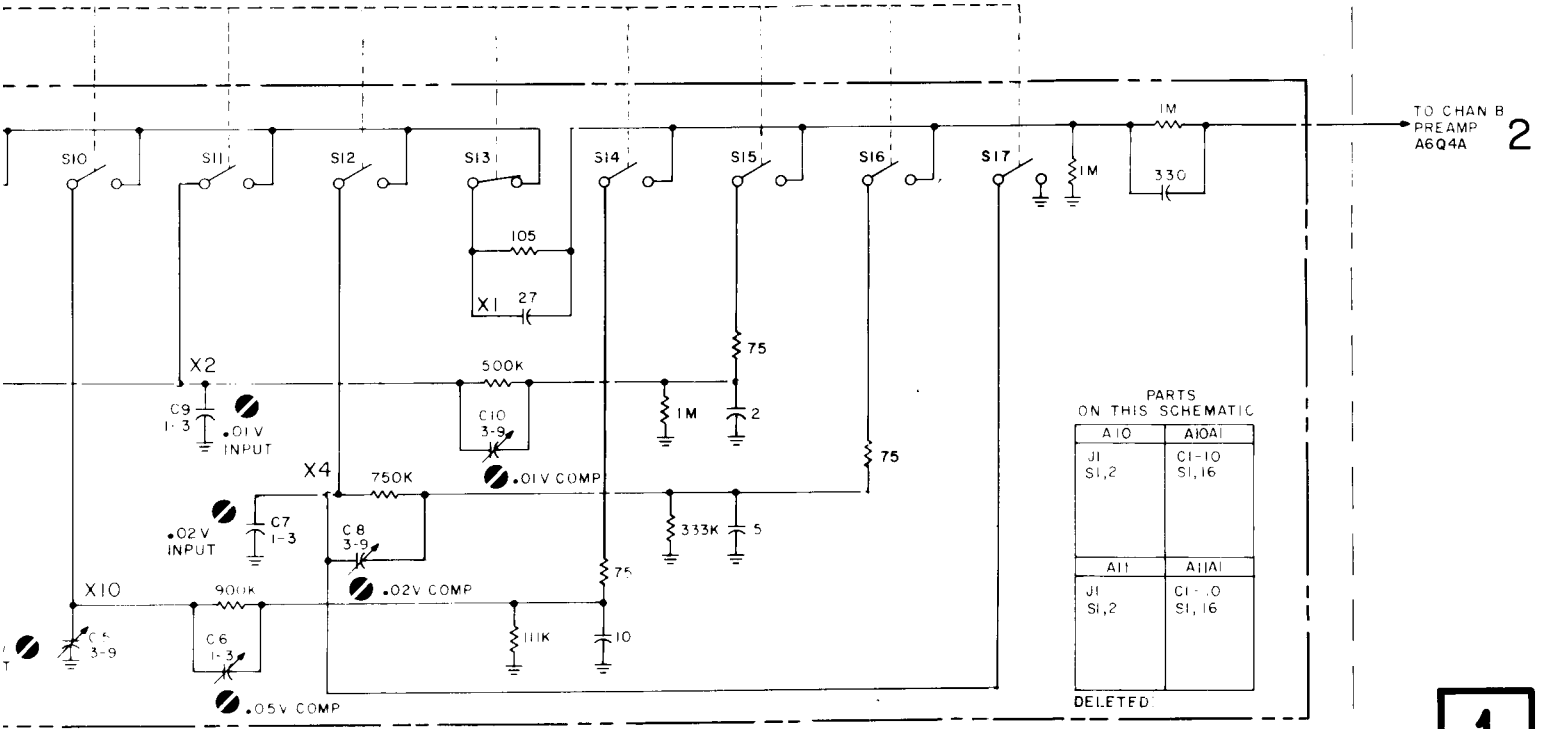 1M
TO CHAN B
PREAMP
A6Q4A
2
S10
S11
S12
S13
S14
S15
S16
S17
1M
330
105
X1
27
75
X2
500K
C9
1-3
.01V
INPUT
C10
3-9
1M
2
.01V COMP
75
X4
750K
.02V
INPUT
C7
1-3
C8
3-9
333K
5
.02V COMP
X10
900K
75
C5
3-9
T
C6
1-3
111K
10
.05V COMP
PARTS
ON THIS SCHEMATIC
A10 A10A1
J1 C1-10
S1,2 S1,16
A11 A11A1
J1 C1-10
S1,2 S1,16
DELETED:
1